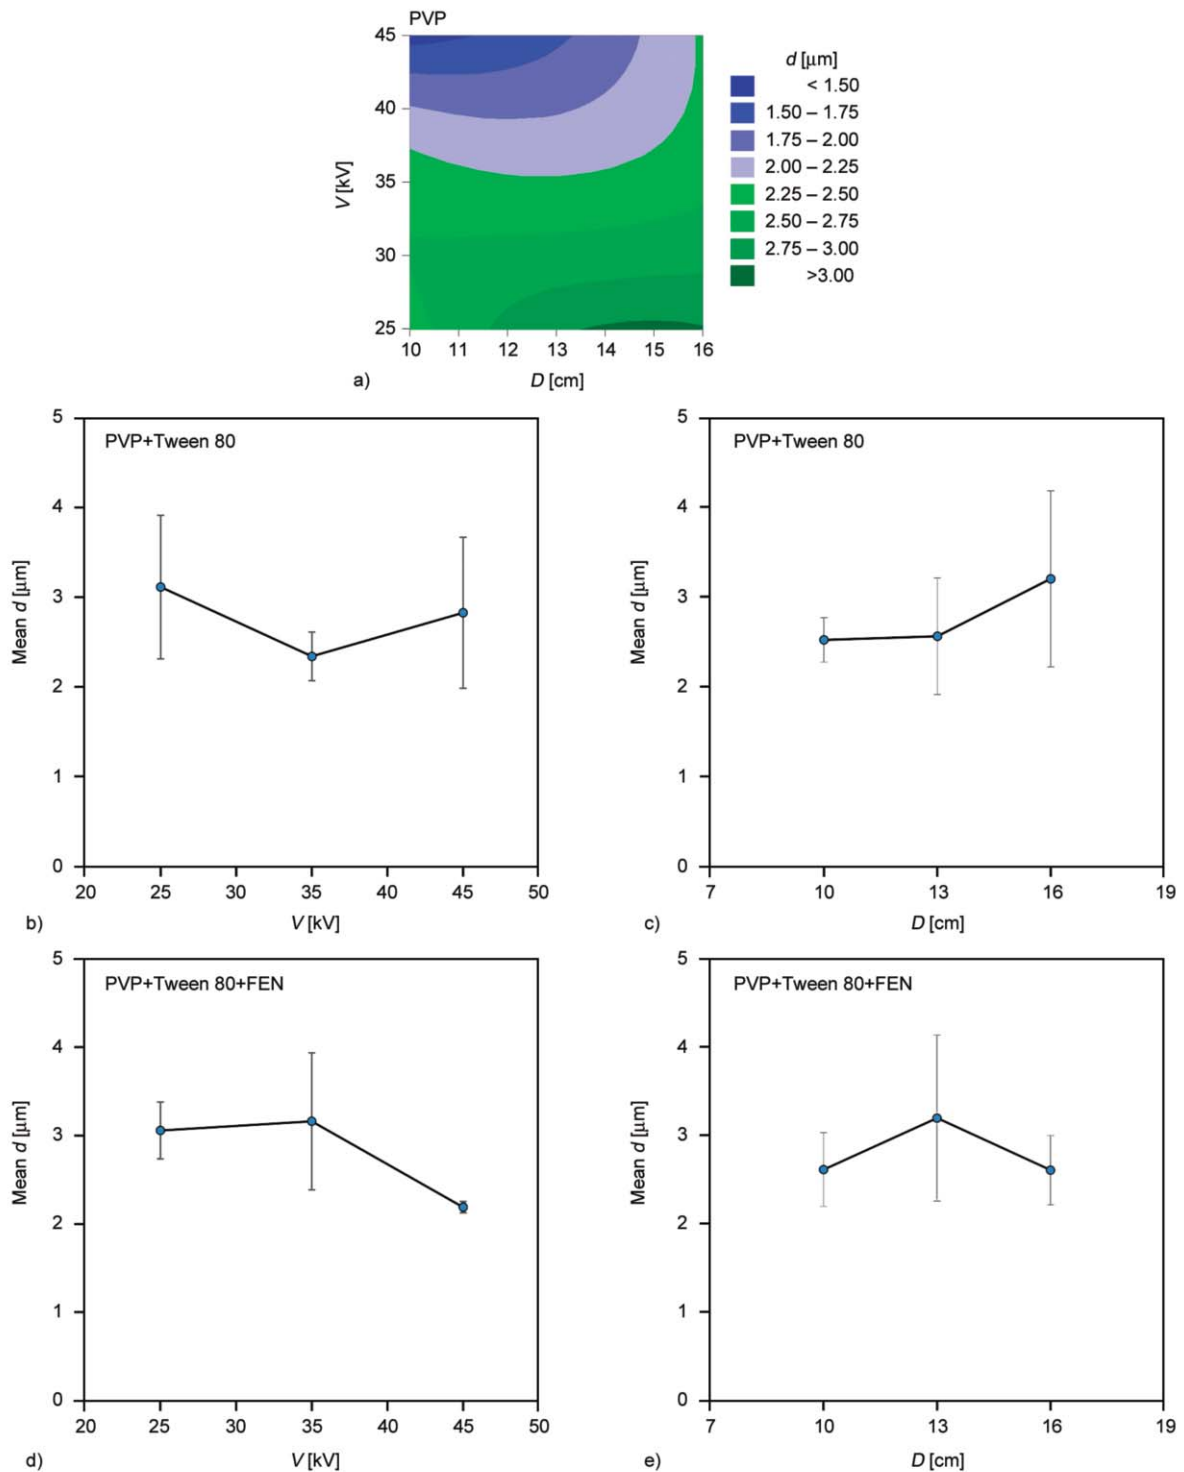 PVP
45
40
35
30
25
V [kV]
10 11 12 13 14 15 16
a)
D [cm]
d [μm]
< 1.50
1.50 – 1.75
1.75 – 2.00
2.00 – 2.25
2.25 – 2.50
2.50 – 2.75
2.75 – 3.00
>3.00
PVP+Tween 80
5
4
3
2
1
0
Mean d [μm]
20 25 30 35 40 45 50
b)
V [kV]
PVP+Tween 80
5
4
3
2
1
0
Mean d [μm]
7 10 13 16 19
c)
D [cm]
PVP+Tween 80+FEN
5
4
3
2
1
0
Mean d [μm]
20 25 30 35 40 45 50
d)
V [kV]
PVP+Tween 80+FEN
5
4
3
2
1
0
Mean d [μm]
7 10 13 16 19
e)
D [cm]